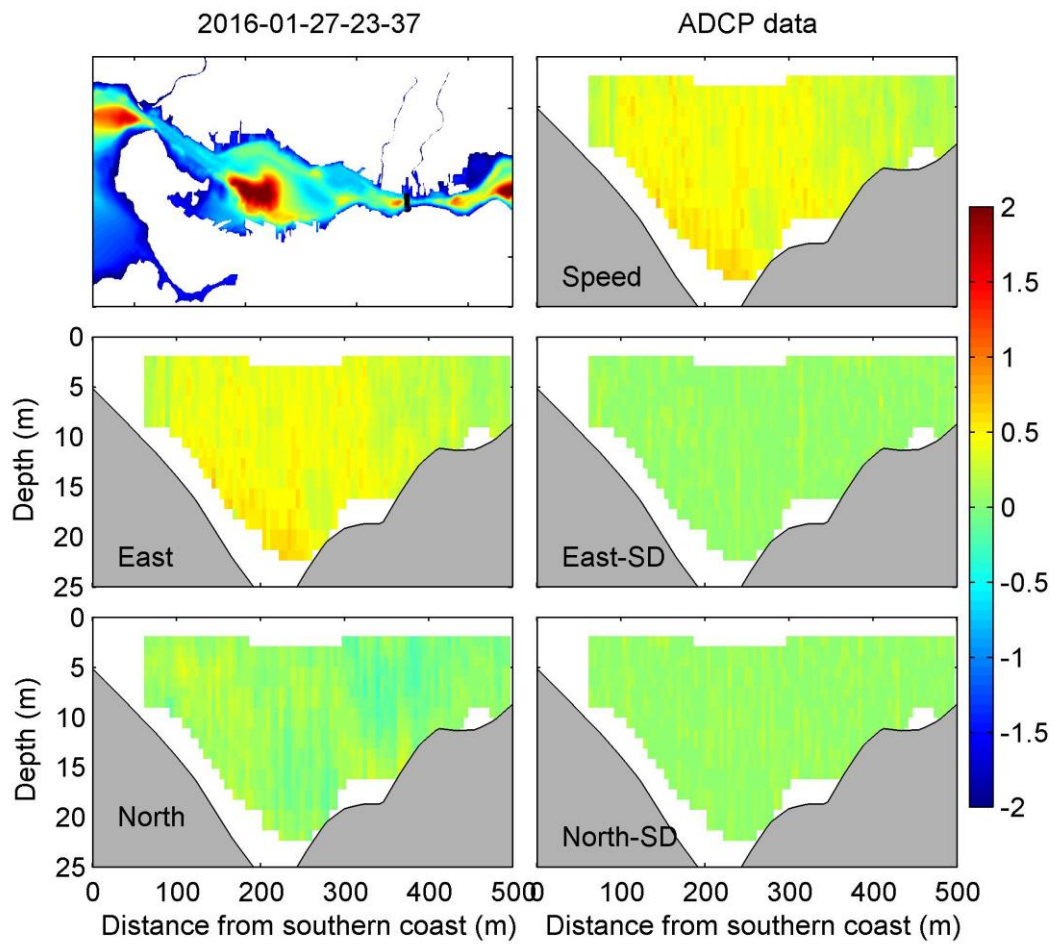 2016-01-27-23-37
ADCP data
Speed
2
1.5
1
0.5
0
-0.5
-1
-1.5
-2
0
5
10
15
20
25
Depth (m)
East
East-SD
0
5
10
15
20
25
Depth (m)
North
North-SD
0 100 200 300 400 500
0 100 200 300 400 500
Distance from southern coast (m)
Distance from southern coast (m)